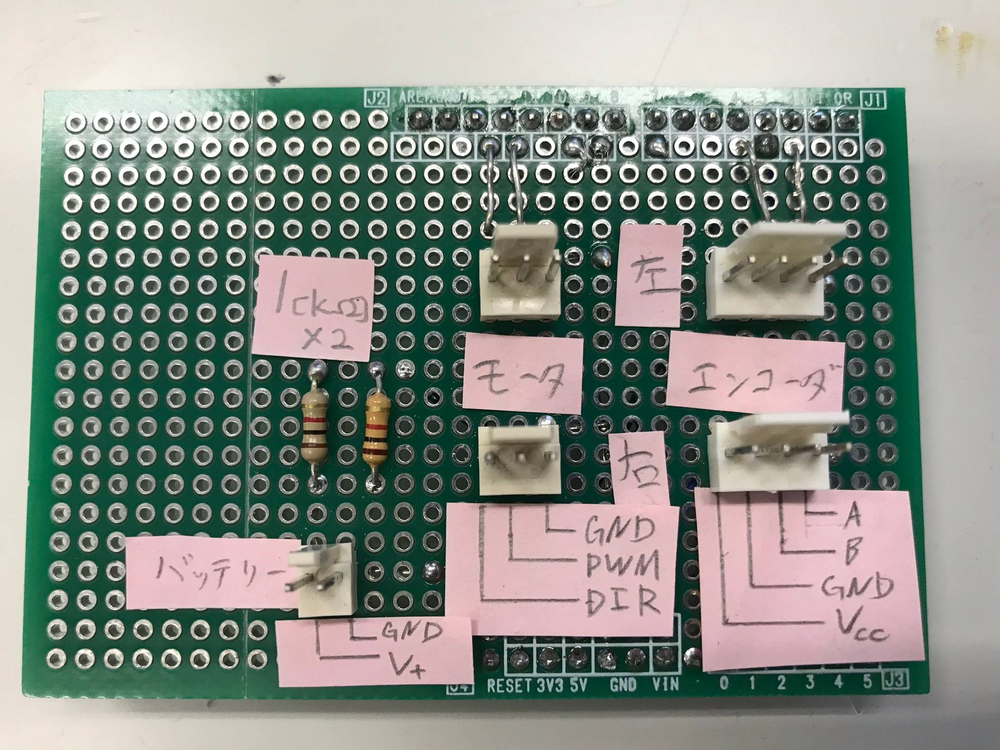 J2
AREF GND 13 12 11 10 9 8
7 6 5 4 3 2
J1
1[kΩ]
×2
左
モータ
エンコーダ
右
GND
PWM
DIR
A
B
GND
Vcc
バッテリー
GND
V+
J4
RESET 3V3 5V GND VIN
0 1 2 3 4 5
J3